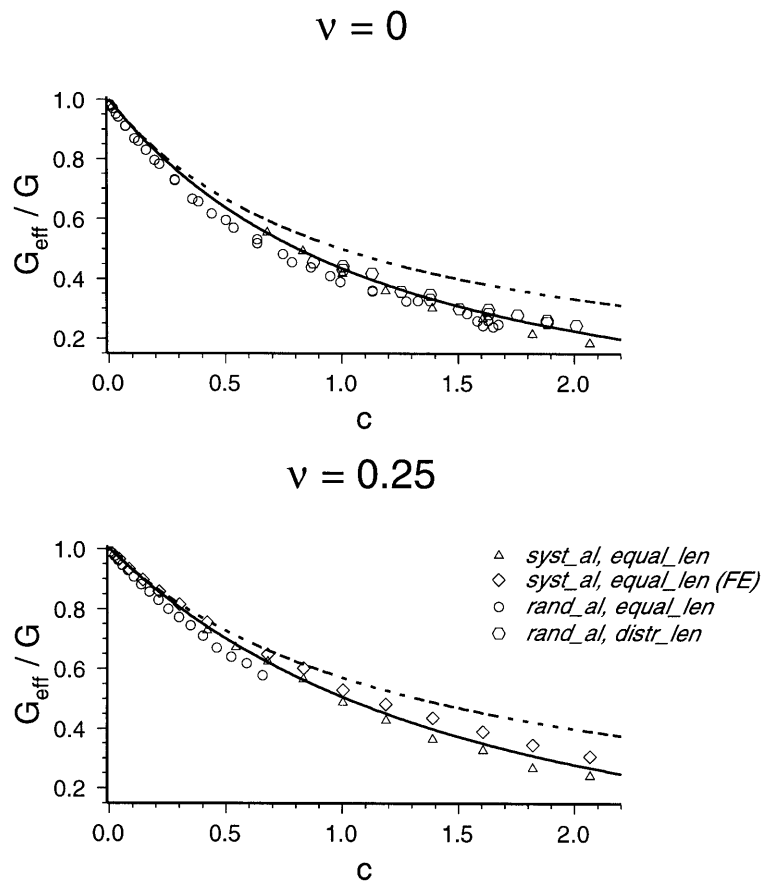 ν = 0
1.0
0.8
0.6
0.4
0.2
G_eff / G
0.0 0.5 1.0 1.5 2.0
c
ν = 0.25
1.0
0.8
0.6
0.4
0.2
G_eff / G
syst_al, equal_len
syst_al, equal_len (FE)
rand_al, equal_len
rand_al, distr_len
0.0 0.5 1.0 1.5 2.0
c